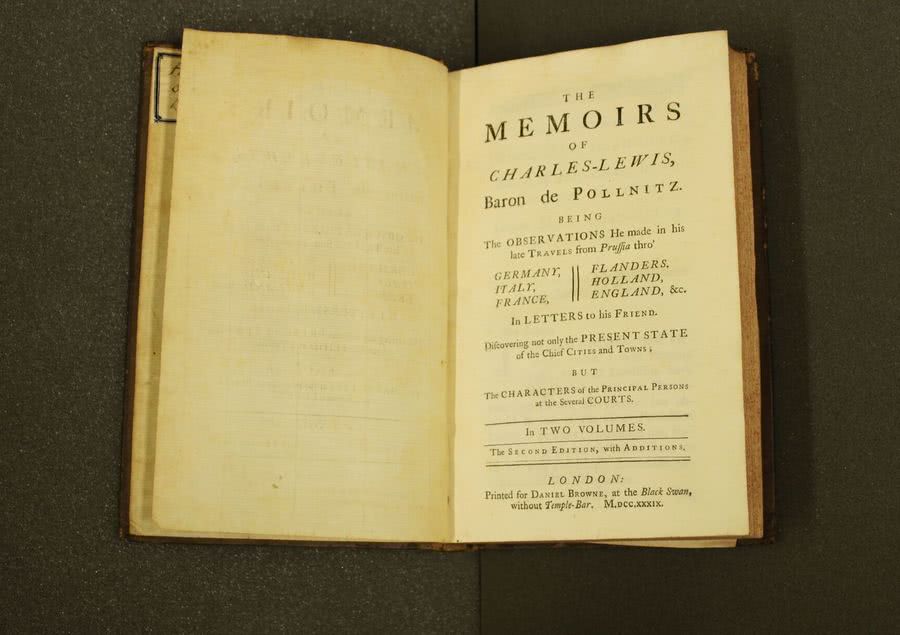 THE
MEMOIRS
OF
CHARLES-LEWIS,
Baron de POLLNITZ.
BEING
The OBSERVATIONS He made in his
late TRAVELS from Pruſſia thro'
GERMANY,
ITALY,
FRANCE,
FLANDERS.
HOLLAND,
ENGLAND, &c.
In LETTERS to his FRIEND.
Diſcovering not only the PRESENT STATE
of the Chief CITIES and TOWNS;
BUT
The CHARACTERS of the PRINCIPAL PERSONS
at the Several COURTS.
In TWO VOLUMES.
The SECOND EDITION, with ADDITIONS.
LONDON:
Printed for DANIEL BROWNE, at the Black Swan,
without Temple-Bar. M.DCC.XXXIX.